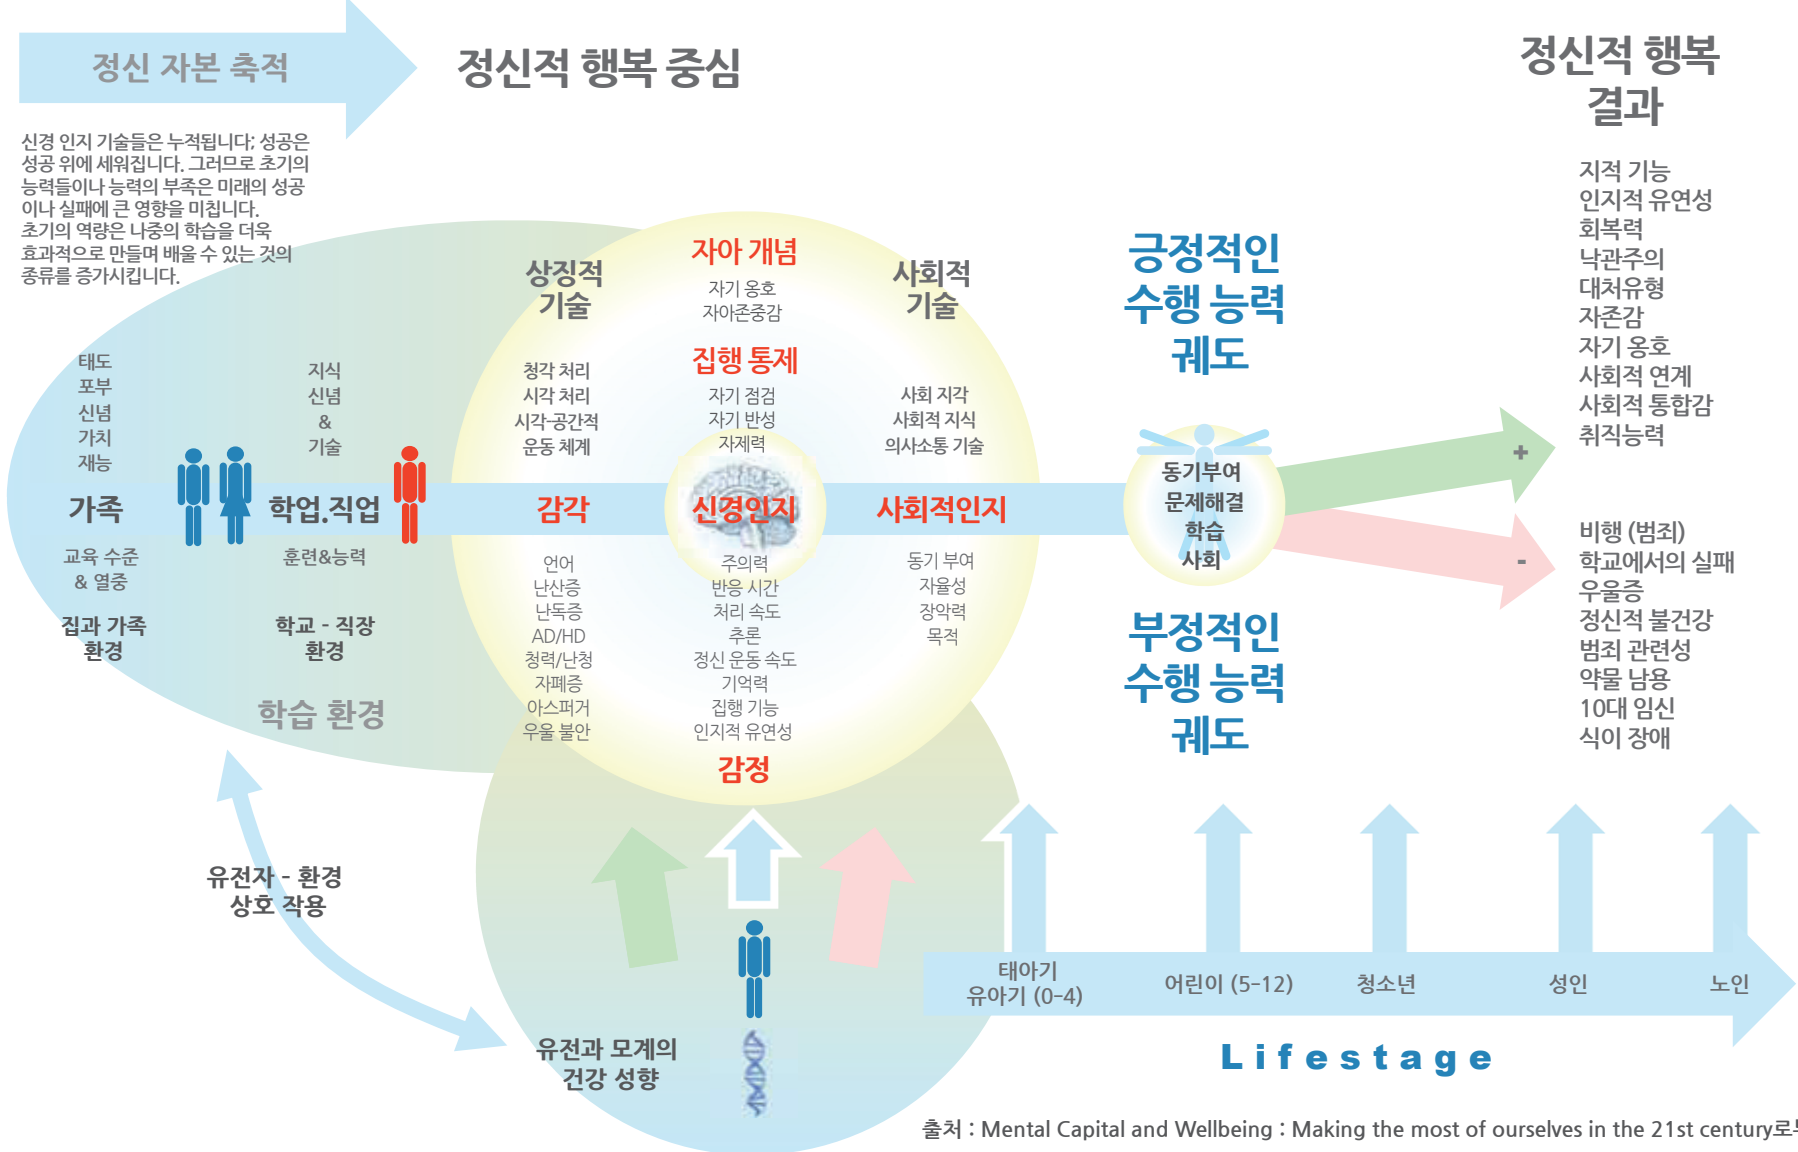 정신 자본 축적
정신적 행복 중심
정신적 행복
결과
신경 인지 기술들은 누적됩니다; 성공은
성공 위에 세워집니다. 그러므로 초기의
능력들이나 능력의 부족은 미래의 성공
이나 실패에 큰 영향을 미칩니다.
초기의 역량은 나중의 학습을 더욱
효과적으로 만들며 배울 수 있는 것의
종류를 증가시킵니다.
태도
포부
신념
가치
재능
가족
교육 수준
& 열중
집과 가족
환경
지식
신념
&
기술
학업.직업
훈련&능력
학교 - 직장
환경
학습 환경
상징적
기술
청각 처리
시각 처리
시각-공간적
운동 체계
감각
언어
난산증
난독증
AD/HD
청력/난청
자폐증
아스퍼거
우울 불안
자아 개념
자기 옹호
자아존중감
집행 통제
자기 점검
자기 반성
자제력
신경인지
주의력
반응 시간
처리 속도
추론
정신 운동 속도
기억력
집행 기능
인지적 유연성
감정
사회적
기술
사회 지각
사회적 지식
의사소통 기술
사회적인지
동기 부여
자율성
장악력
목적
긍정적인
수행 능력
궤도
동기부여
문제해결
학습
사회
부정적인
수행 능력
궤도
+
-
지적 기능
인지적 유연성
회복력
낙관주의
대처유형
자존감
자기 옹호
사회적 연계
사회적 통합감
취직능력
비행 (범죄)
학교에서의 실패
우울증
정신적 불건강
범죄 관련성
약물 남용
10대 임신
식이 장애
유전자 - 환경
상호 작용
유전과 모계의
건강 성향
태아기
유아기 (0-4)
어린이 (5-12)
청소년
성인
노인
Lifestage
출처 : Mental Capital and Wellbeing : Making the most of ourselves in the 21st century로